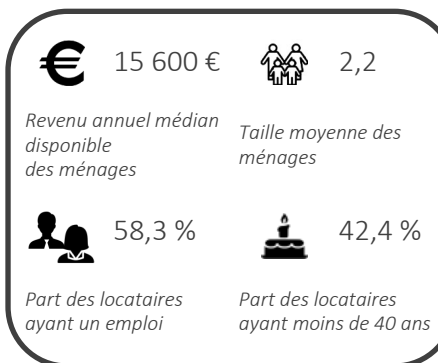 € 15 600 €
2,2
Revenu annuel médian
disponible
des ménages
Taille moyenne des
ménages
58,3 %
42,4 %
Part des locataires
ayant un emploi
Part des locataires
ayant moins de 40 ans